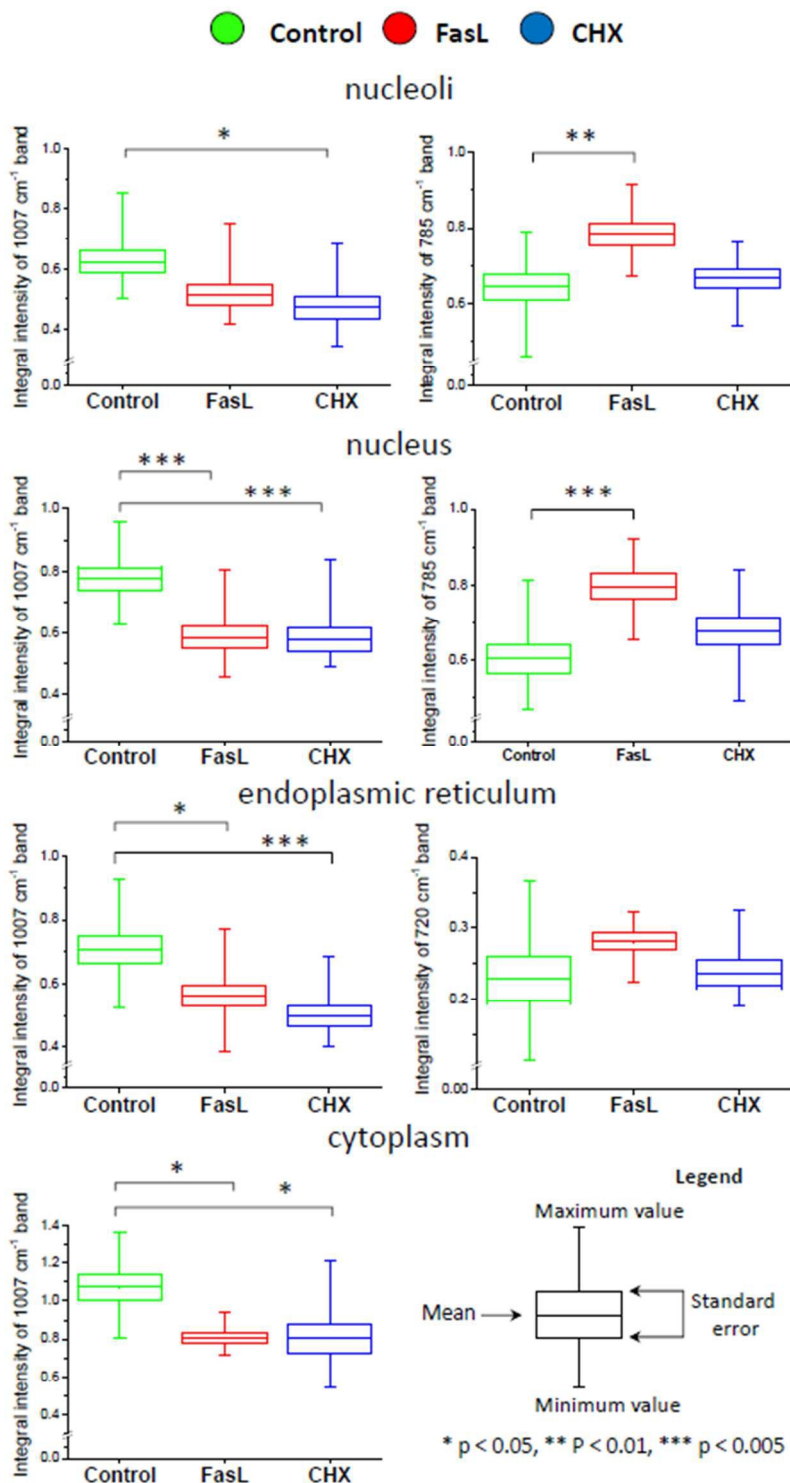 Control FasL CHX
nucleoli
*
Integral intensity of 1007 cm⁻¹ band
1.0
0.8
0.6
0.4
0.0
Control FasL CHX
**
Integral intensity of 785 cm⁻¹ band
1.0
0.8
0.6
0.0
Control FasL CHX
nucleus
***
***
Integral intensity of 1007 cm⁻¹ band
1.0
0.8
0.6
0.4
0.0
Control FasL CHX
***
Integral intensity of 785 cm⁻¹ band
1.0
0.8
0.6
0.0
Control FasL CHX
endoplasmic reticulum
*
***
Integral intensity of 1007 cm⁻¹ band
1.0
0.8
0.6
0.4
0.0
Control FasL CHX
Integral intensity of 720 cm⁻¹ band
0.4
0.3
0.2
0.00
Control FasL CHX
cytoplasm
*
*
Integral intensity of 1007 cm⁻¹ band
1.4
1.2
1.0
0.8
0.6
0.4
0.0
Control FasL CHX
Legend
Maximum value
Mean
Standard
error
Minimum value
* p < 0.05, ** P < 0.01, *** p < 0.005